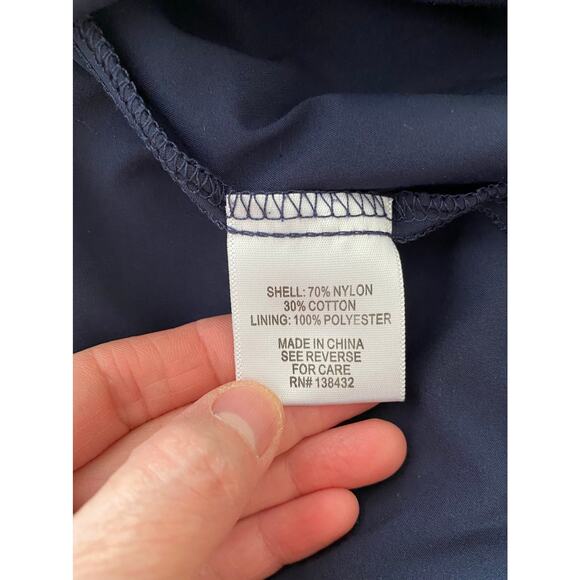 SHELL: 70% NYLON
30% COTTON
LINING: 100% POLYESTER
MADE IN CHINA
SEE REVERSE
FOR CARE
RN# 138432